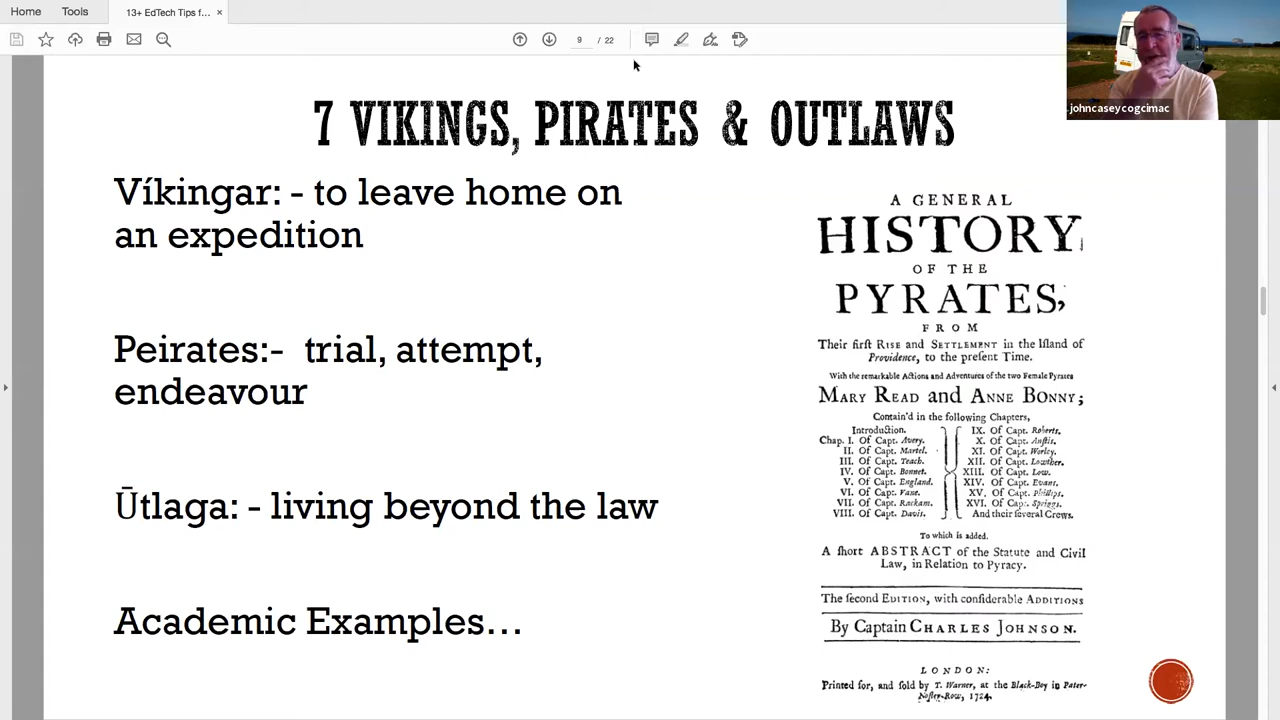 Home
Tools
13+ EdTech Tips f... ×
9 / 22
johncaseycogcimac
7 VIKINGS, PIRATES & OUTLAWS
Víkingar: - to leave home on
an expedition
Peirates:- trial, attempt,
endeavour
Ūtlaga: - living beyond the law
Academic Examples…
A GENERAL
HISTORY
OF THE
PYRATES,
FROM
Their first RISE and SETTLEMENT in the Island of
Providence, to the present Time.
With the remarkable Actions and Adventures of the two Female Pyrates
MARY READ and ANNE BONNY;
Contain'd in the following Chapters,
Introduction.
Chap. I. Of Capt. Avery.
II. Of Capt. Martel.
III. Of Capt. Teach.
IV. Of Capt. Bonnet.
V. Of Capt. England.
VI. Of Capt. Vane.
VII. Of Capt. Rackam.
VIII. Of Capt. Davis.
IX. Of Capt. Roberts.
X. Of Capt. Anstis.
XI. Of Capt. Worley.
XII. Of Capt. Lowther.
XIII. Of Capt. Low.
XIV. Of Capt. Evans.
XV. Of Capt. Phillips.
XVI. Of Capt. Spriggs.
And their several Crews.
To which is added.
A short ABSTRACT of the Statute and Civil
Law, in Relation to Pyracy.
The second EDITION, with considerable ADDITIONS
By Captain CHARLES JOHNSON.
LONDON:
Printed for, and sold by T. Warner, at the Black-Boy in Pater-
Noster-Row, 1724.